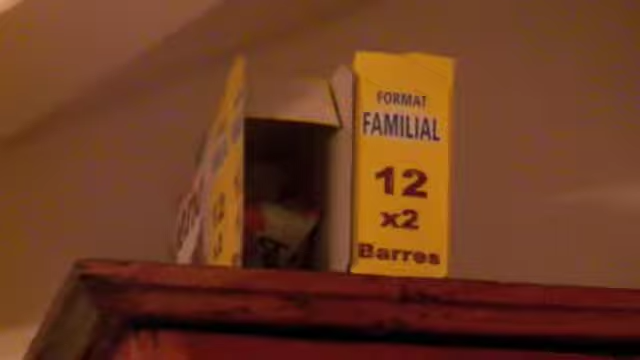 FORMAT
FAMILIAL
12
x2
Barres